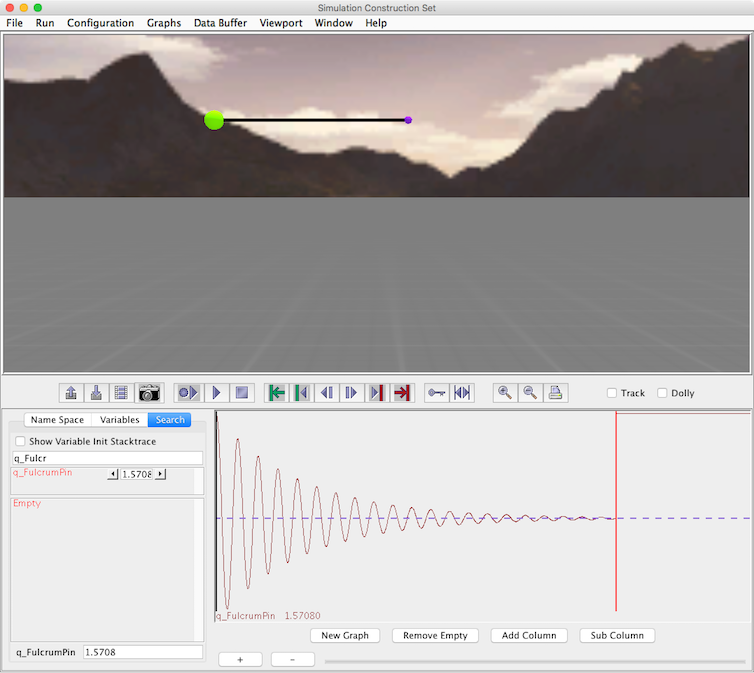 Simulation Construction Set
File Run Configuration Graphs Data Buffer Viewport Window Help
Track Dolly
Name Space Variables Search
Show Variable Init Stacktrace
q_Fulcr
q_FulcrumPin 1.5708
Empty
q_FulcrumPin 1.5708
q_FulcrumPin 1.57080
New Graph Remove Empty Add Column Sub Column
+ -